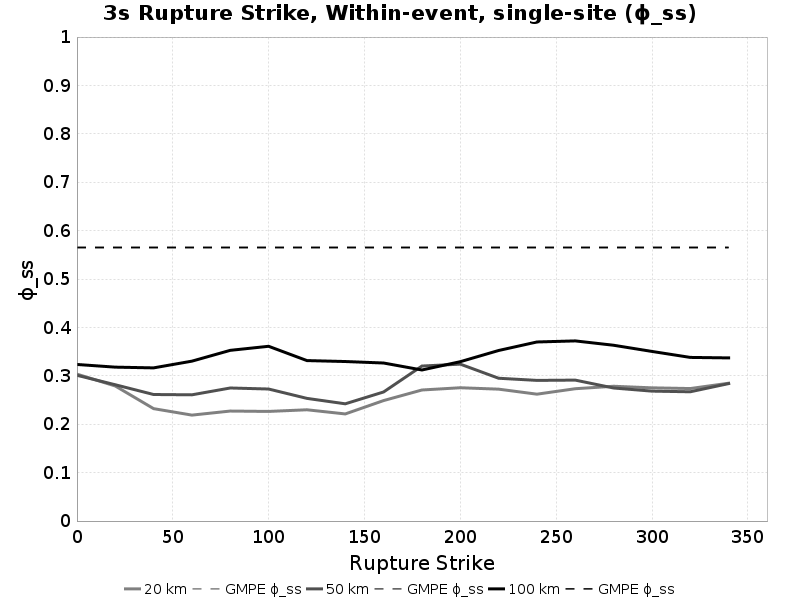 3s Rupture Strike, Within-event, single-site (ϕ_ss)
1
0.9
0.8
0.7
0.6
0.5
0.4
0.3
0.2
0.1
0
ϕ_ss
0 50 100 150 200 250 300 350
Rupture Strike
20 km GMPE ϕ_ss 50 km GMPE ϕ_ss 100 km GMPE ϕ_ss